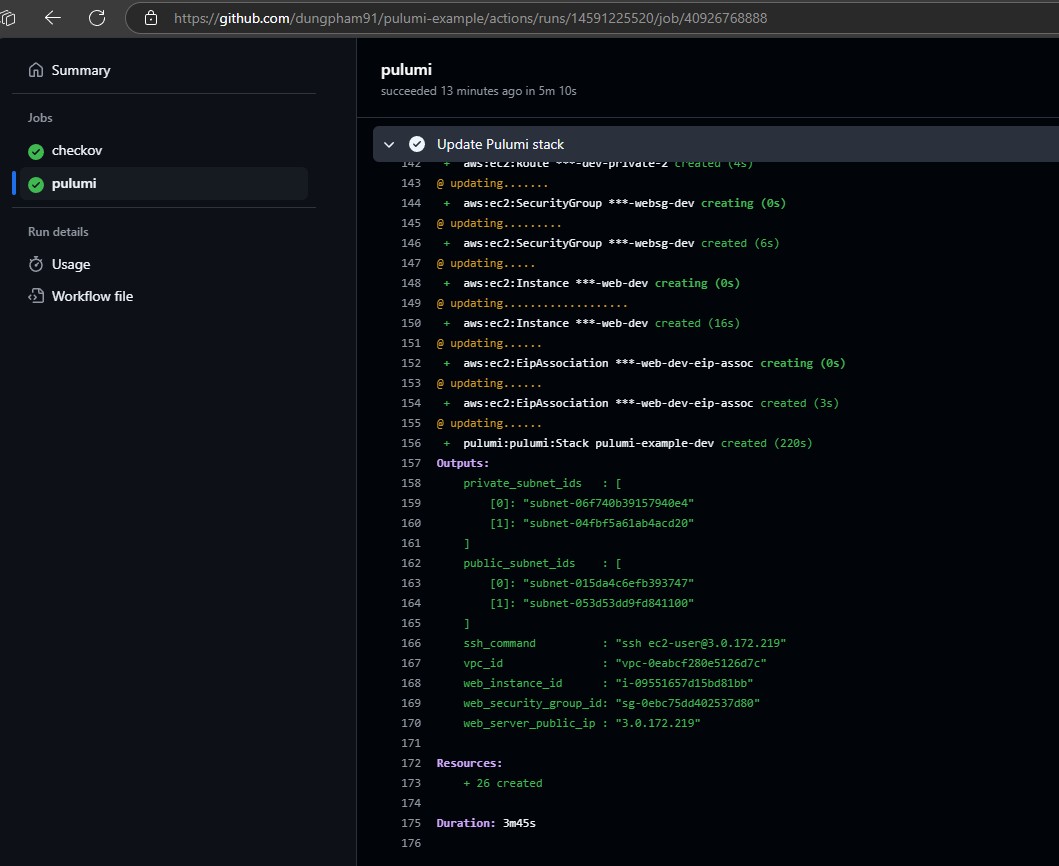 https://github.com/dungpham91/pulumi-example/actions/runs/14591225520/job/40926768888
Summary
Jobs
checkov
pulumi
Run details
Usage
Workflow file
pulumi
succeeded 13 minutes ago in 5m 10s
Update Pulumi stack
142 + aws:ec2:Route ***-dev-private-2 created (4s)
143 @ updating.......
144 + aws:ec2:SecurityGroup ***-websg-dev creating (0s)
145 @ updating.........
146 + aws:ec2:SecurityGroup ***-websg-dev created (6s)
147 @ updating.....
148 + aws:ec2:Instance ***-web-dev creating (0s)
149 @ updating...................
150 + aws:ec2:Instance ***-web-dev created (16s)
151 @ updating......
152 + aws:ec2:EipAssociation ***-web-dev-eip-assoc creating (0s)
153 @ updating......
154 + aws:ec2:EipAssociation ***-web-dev-eip-assoc created (3s)
155 @ updating......
156 + pulumi:pulumi:Stack pulumi-example-dev created (220s)
157 Outputs:
158 private_subnet_ids : [
159 [0]: "subnet-06f740b39157940e4"
160 [1]: "subnet-04fbf5a61ab4acd20"
161 ]
162 public_subnet_ids : [
163 [0]: "subnet-015da4c6efb393747"
164 [1]: "subnet-053d53dd9fd841100"
165 ]
166 ssh_command : "ssh ec2-user@3.0.172.219"
167 vpc_id : "vpc-0eabcf280e5126d7c"
168 web_instance_id : "i-09551657d15bd81bb"
169 web_security_group_id: "sg-0ebc75dd402537d80"
170 web_server_public_ip : "3.0.172.219"
171
172 Resources:
173 + 26 created
174
175 Duration: 3m45s
176